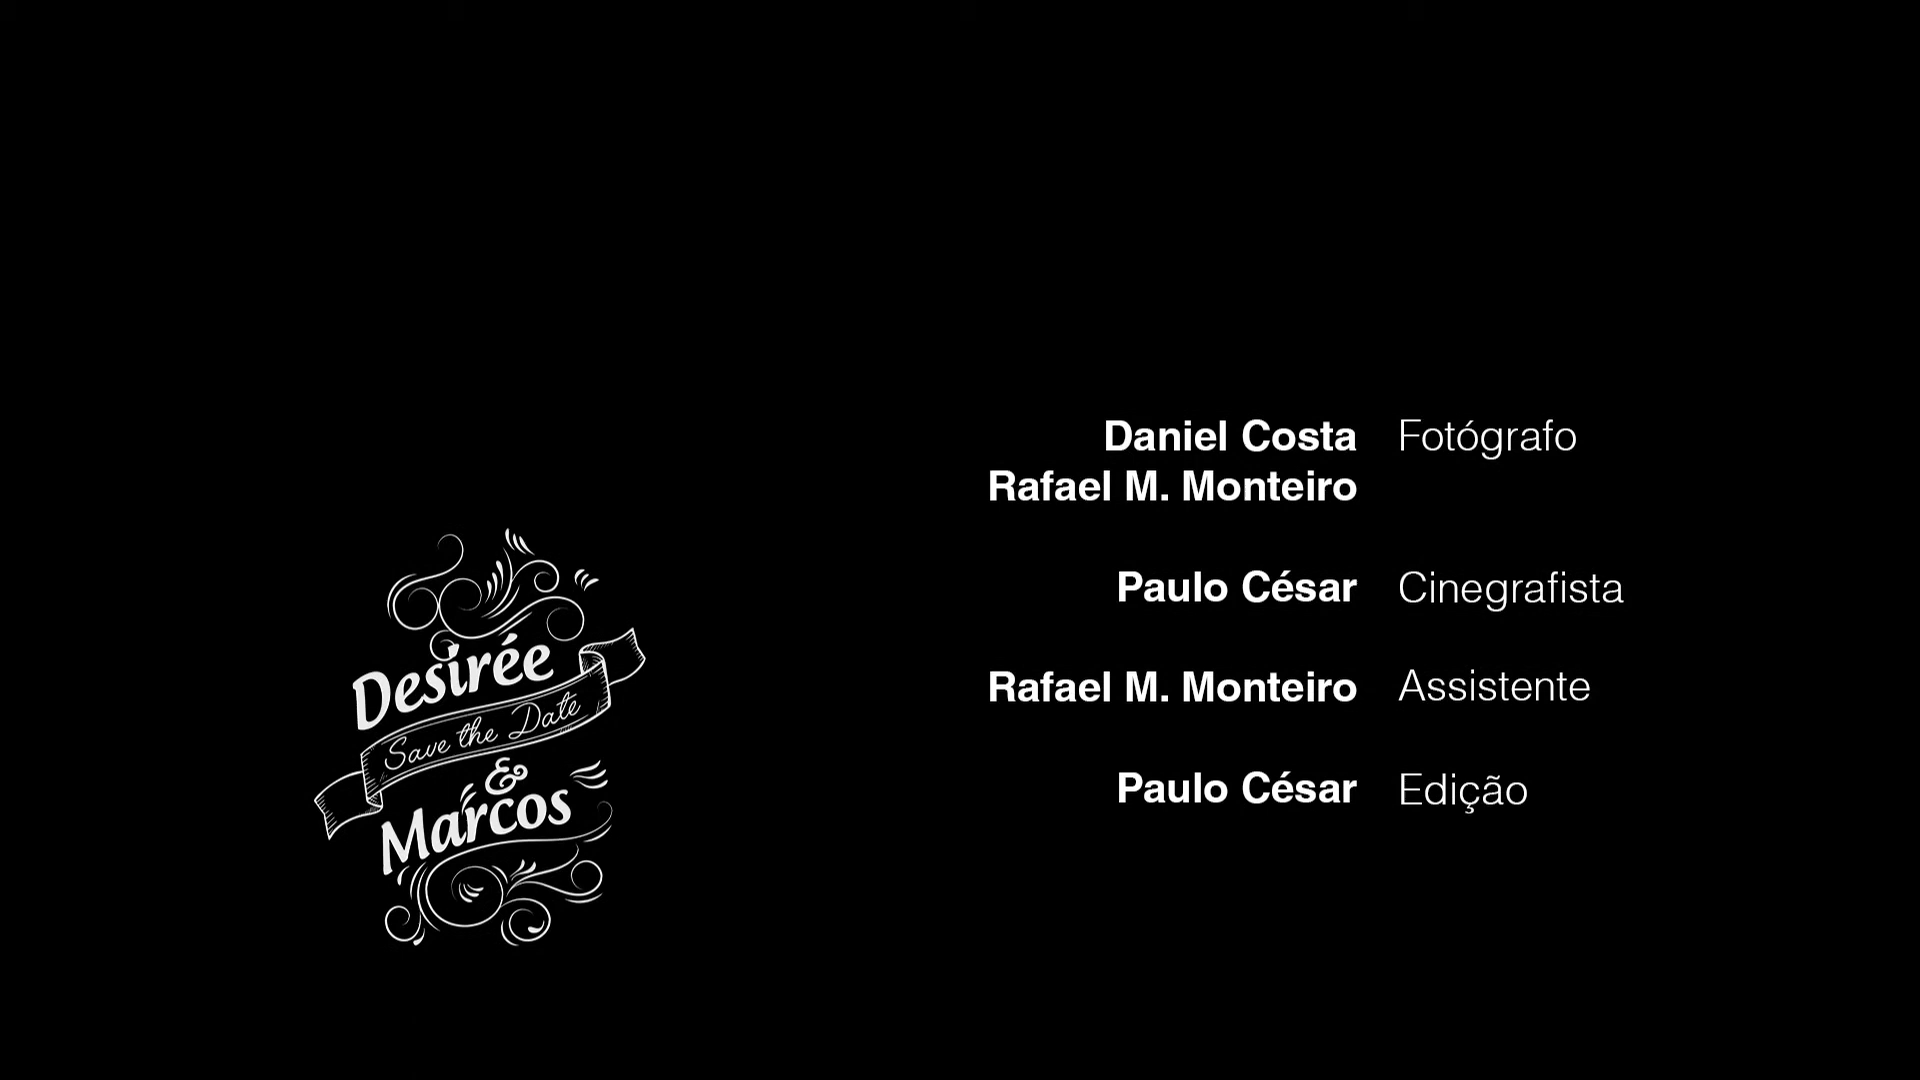 Desirée
Save the Date
&
Marcos
Daniel Costa Fotógrafo
Rafael M. Monteiro
Paulo César Cinegrafista
Rafael M. Monteiro Assistente
Paulo César Edição